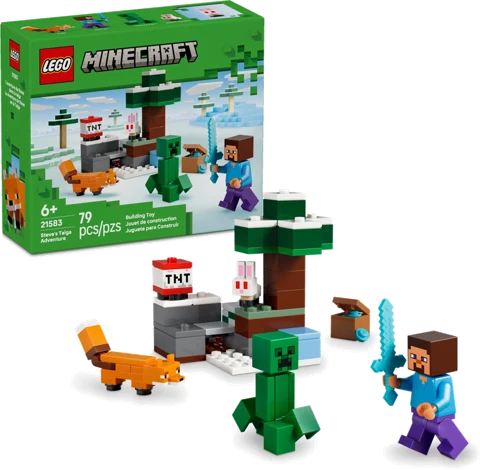 LEGO
MINECRAFT
TNT
6+
21583
Steve's Taiga
Adventure
79
pcs/pzs
Building Toy
Jouet de construction
Juguete para Construir
TNT